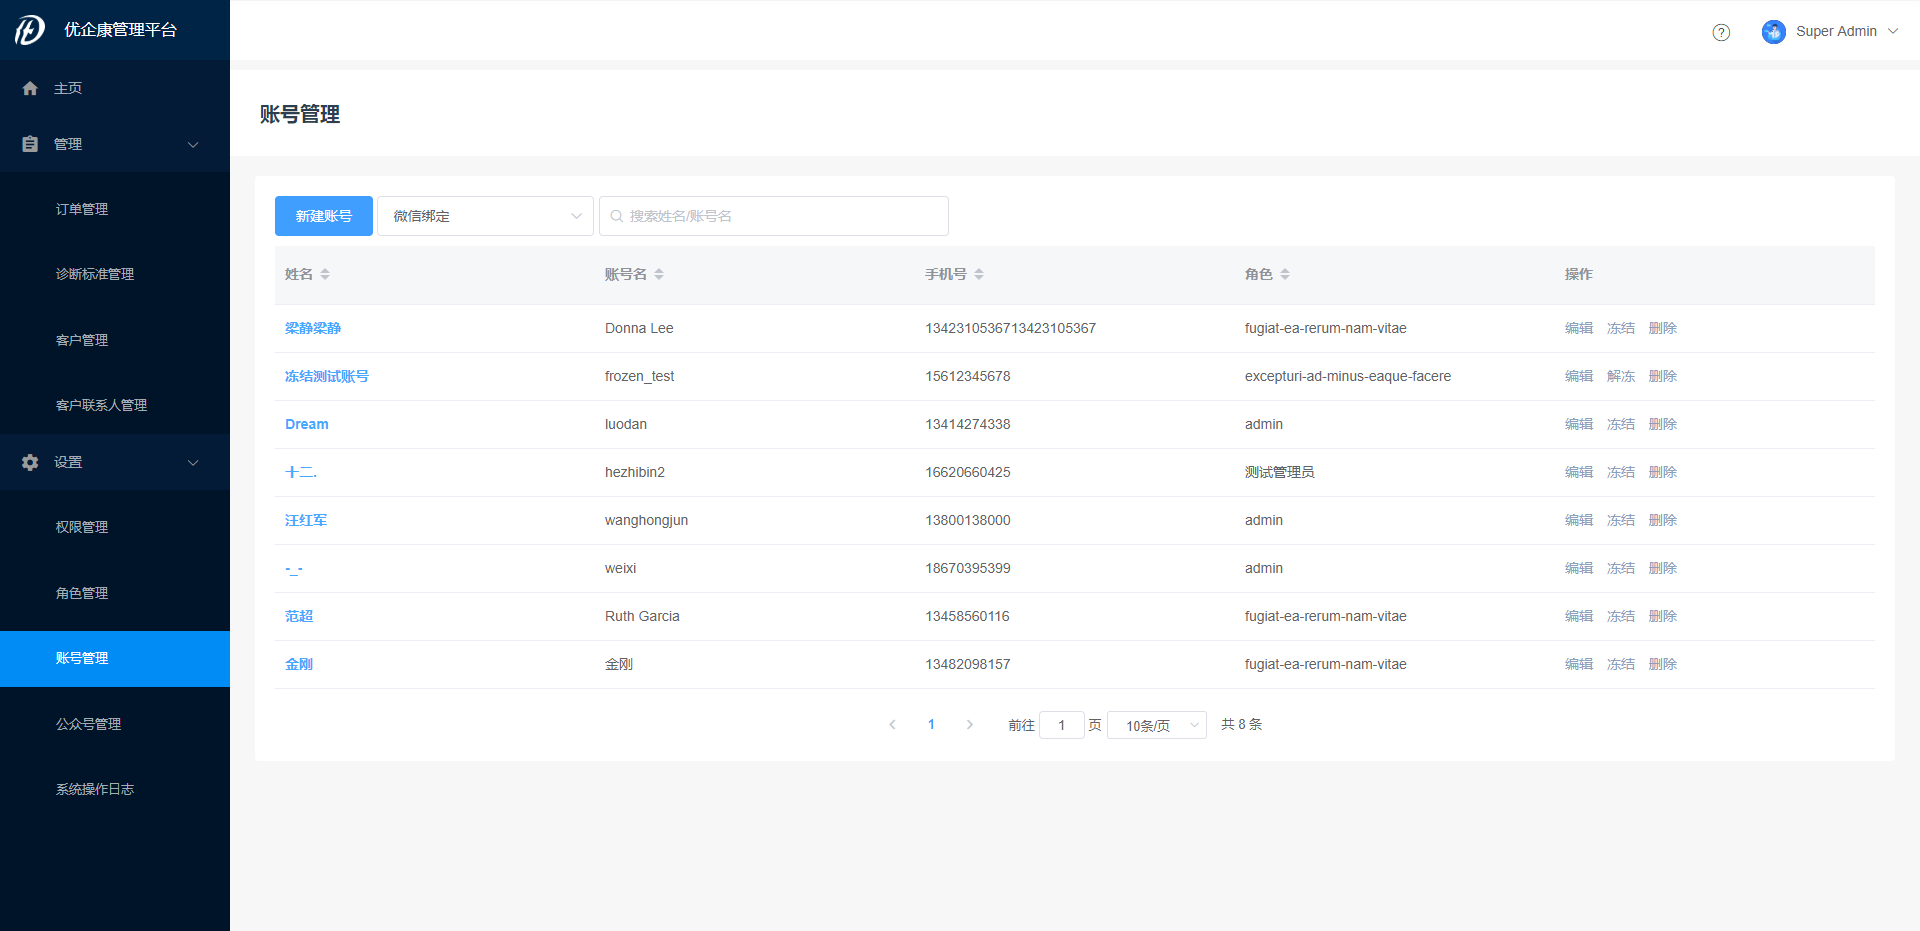 优企康管理平台
Super Admin
主页
管理
订单管理
诊断标准管理
客户管理
客户联系人管理
设置
权限管理
角色管理
账号管理
公众号管理
系统操作日志
账号管理
新建账号 微信绑定 搜索姓名/账号名
姓名 账号名 手机号 角色 操作
梁静梁静 Donna Lee 1342310536713423105367 fugiat-ea-rerum-nam-vitae 编辑 冻结 删除
冻结测试账号 frozen_test 15612345678 excepturi-ad-minus-eaque-facere 编辑 解冻 删除
Dream luodan 13414274338 admin 编辑 冻结 删除
十二. hezhibin2 16620660425 测试管理员 编辑 冻结 删除
汪红军 wanghongjun 13800138000 admin 编辑 冻结 删除
-_- weixi 18670395399 admin 编辑 冻结 删除
范超 Ruth Garcia 13458560116 fugiat-ea-rerum-nam-vitae 编辑 冻结 删除
金刚 金刚 13482098157 fugiat-ea-rerum-nam-vitae 编辑 冻结 删除
1 前往 1 页 10条/页 共 8 条